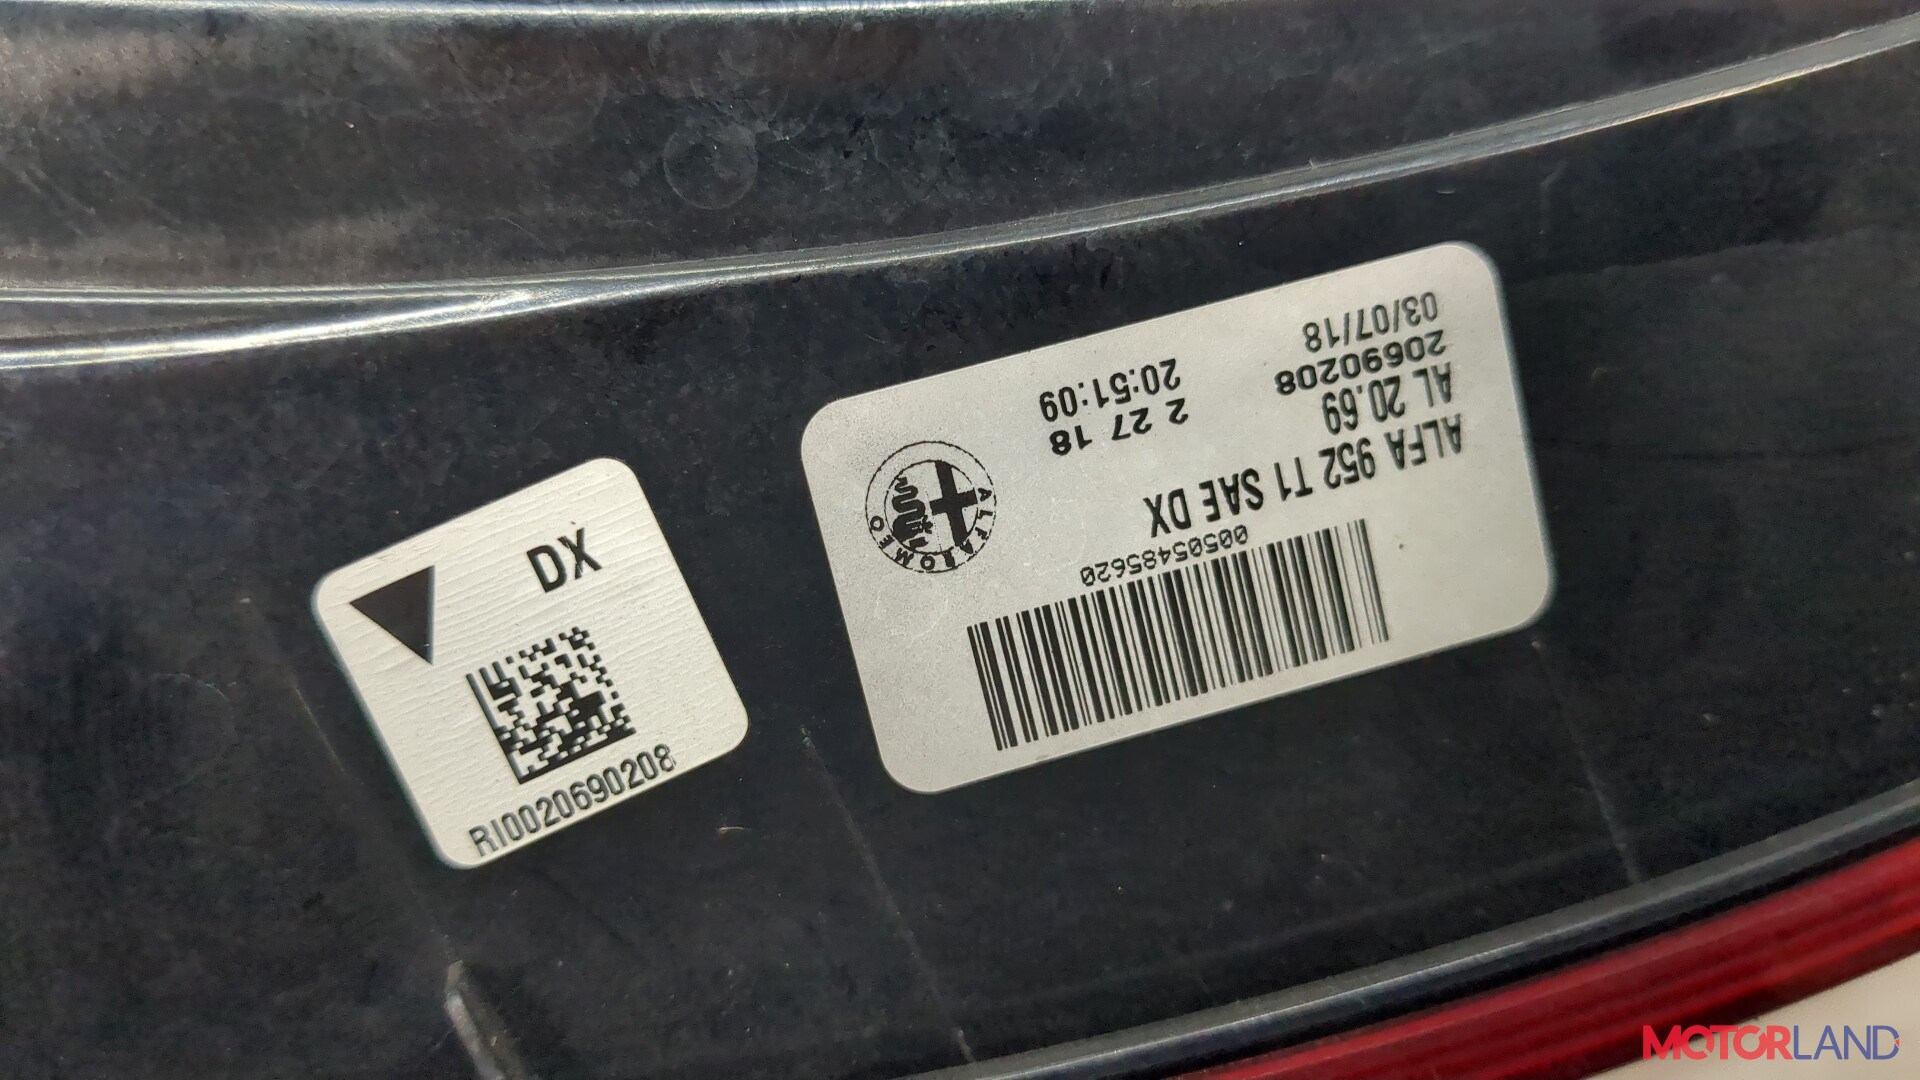 DX
RI0020690208
00505485620
ALFA 952 T1 SAE DX
AL 20.69
20690208
03/07/18
2 27 18
20:51:09
ALFA ROMEO
MOTORLAND